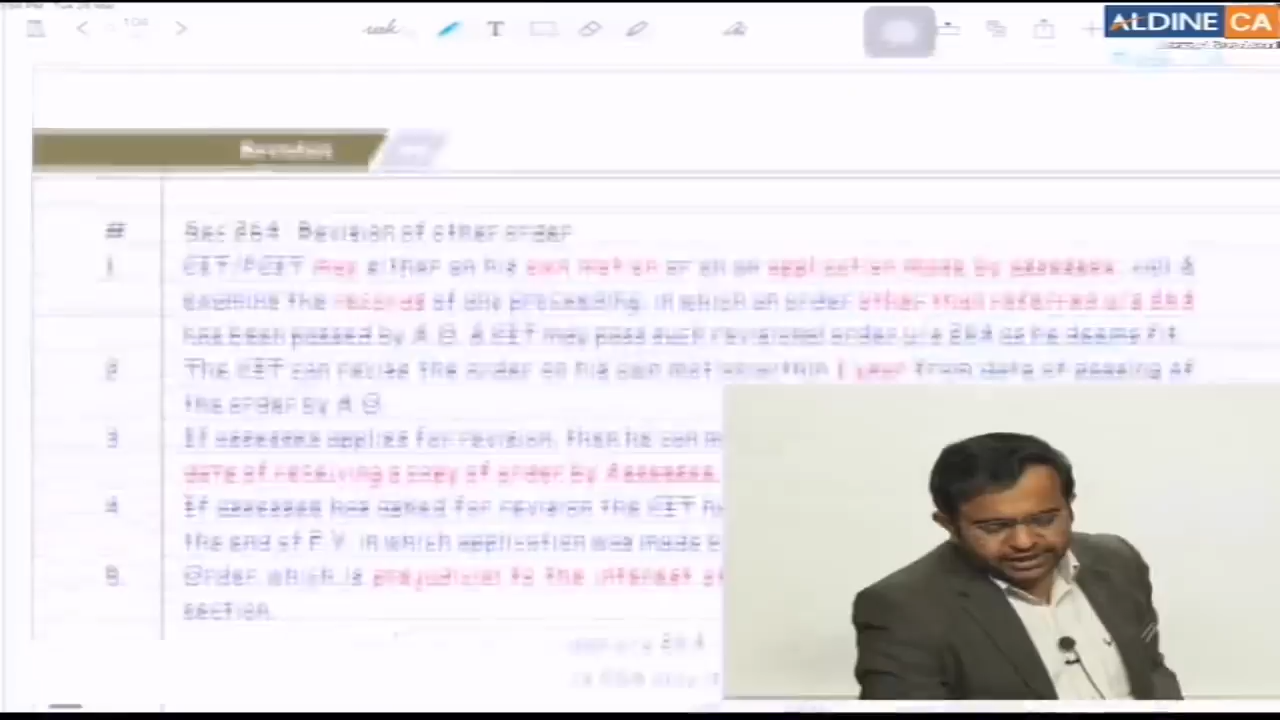 108
ALDINE CA
T
Revision
# Sec 264 Revision of other order
1 CIT/PCIT may either on his own motion or on an application made by assessee, call &
examine the record of any proceeding, in which an order other than referred u/s 263
has been passed by A.O. & CIT may pass such revisional order u/s 264 as he deems fit.
2 The CIT can revise the order on his own motion within 1 year from date of passing of
the order by A.O.
3 If assessee applies for revision, then he can
date of receiving a copy of order by Assessee.
4 If assessee has asked for revision the CIT
the end of F.Y. in which application was made
5 Order which is prejudicial to the interest of
section.